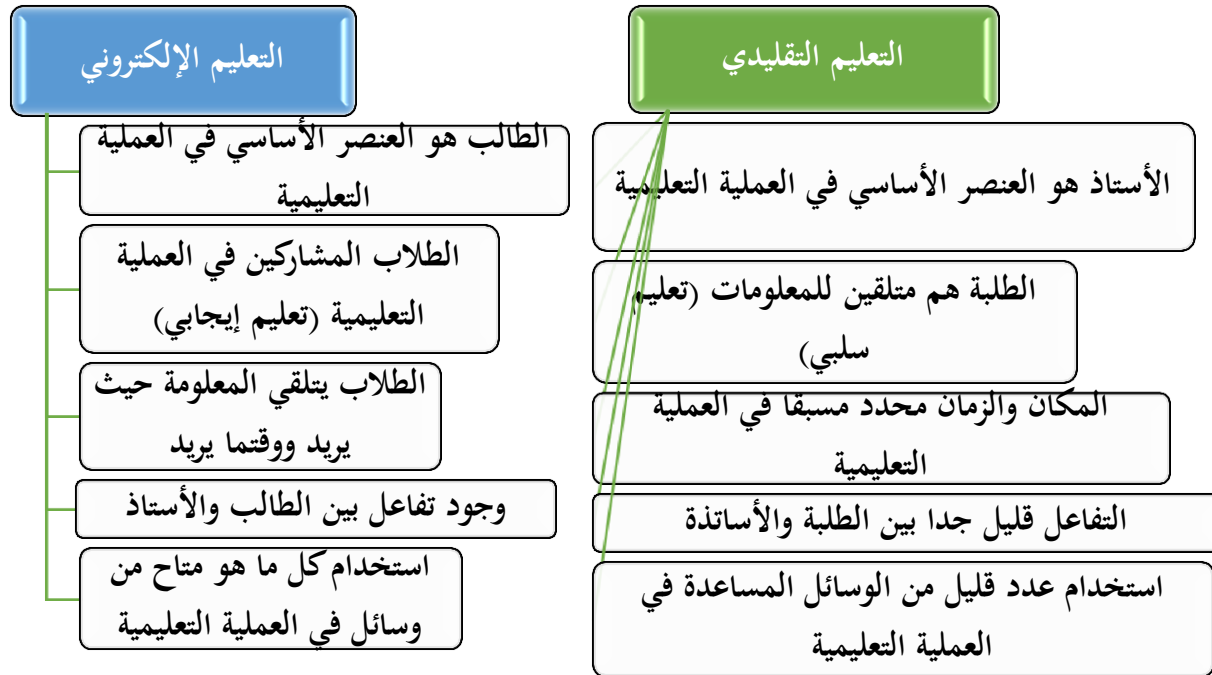 التعليم التقليدي
الأستاذ هو العنصر الأساسي في العملية التعليمية
الطلبة هم متلقين للمعلومات (تعليم
سلبي)
المكان والزمان محدد مسبقا في العملية
التعليمية
التفاعل قليل جدا بين الطلبة والأساتذة
استخدام عدد قليل من الوسائل المساعدة في
العملية التعليمية
التعليم الإلكتروني
الطالب هو العنصر الأساسي في العملية
التعليمية
الطلاب المشاركين في العملية
التعليمية (تعليم إيجابي)
الطلاب يتلقي المعلومة حيث
يريد ووقتما يريد
وجود تفاعل بين الطالب والأستاذ
استخدام كل ما هو متاح من
وسائل في العملية التعليمية